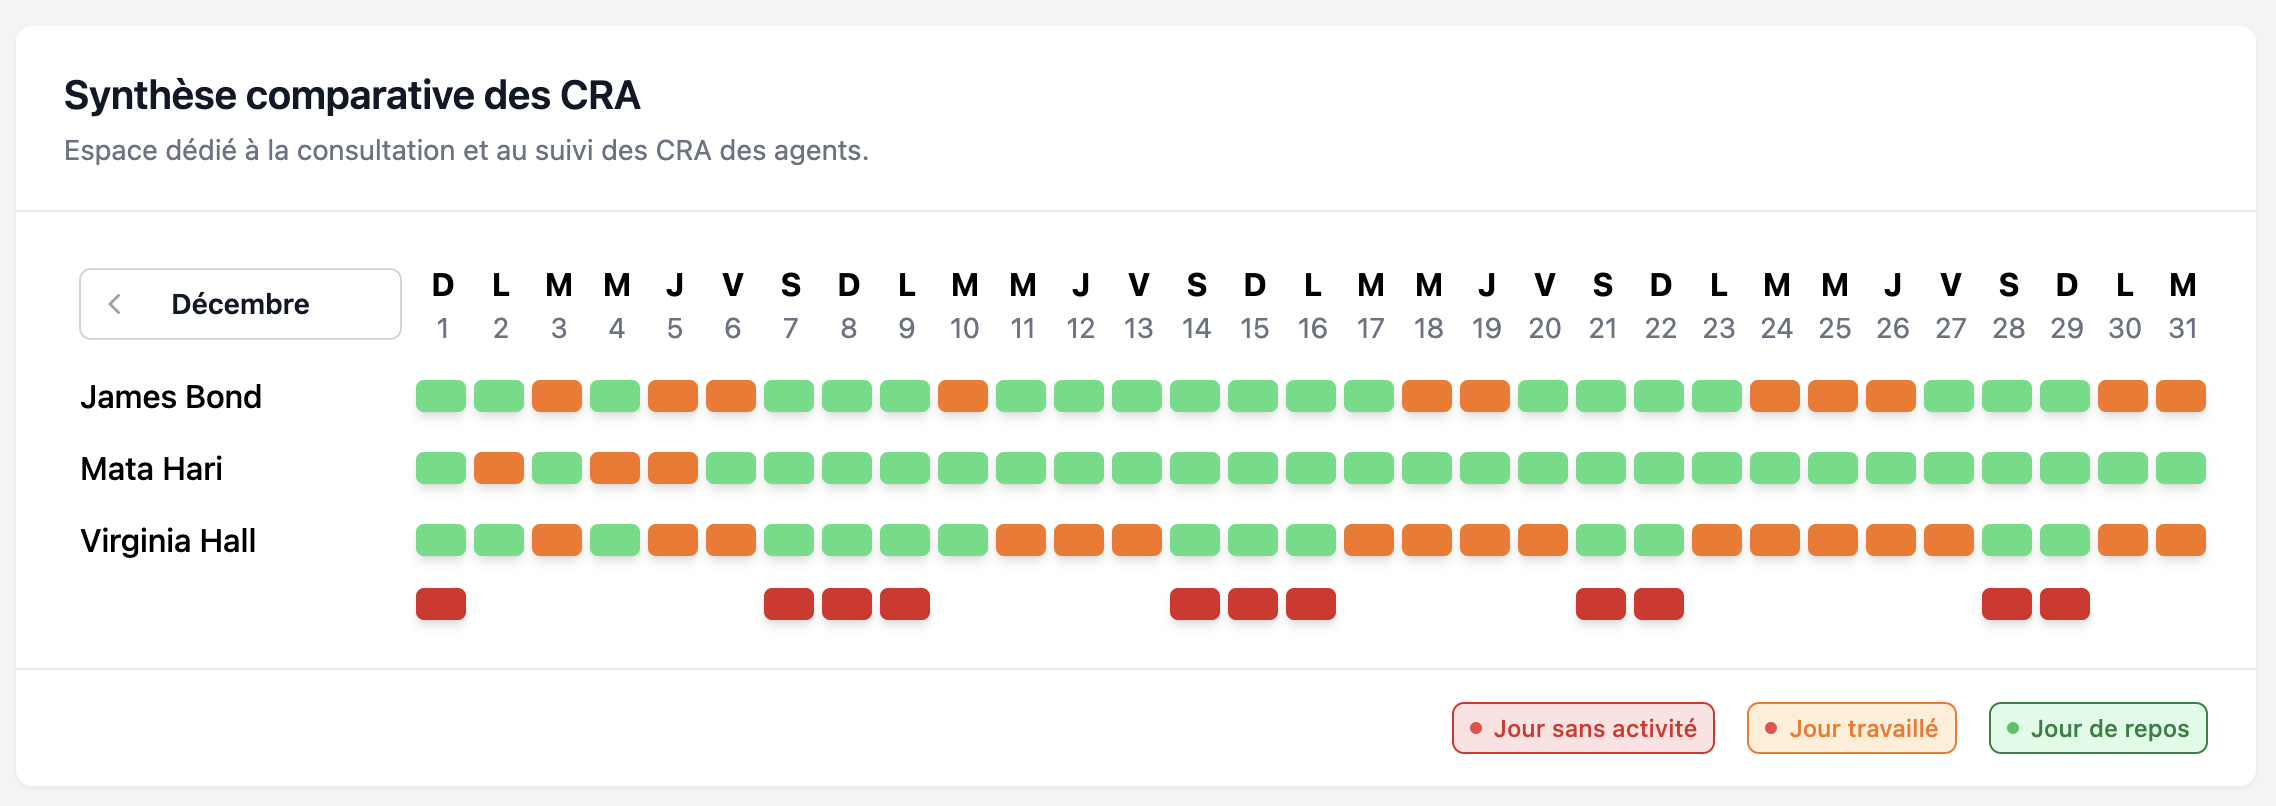 Synthèse comparative des CRA
Espace dédié à la consultation et au suivi des CRA des agents.
Décembre
D L M M J V S D L M M J V S D L M M J V S D L M M J V S D L M
1 2 3 4 5 6 7 8 9 10 11 12 13 14 15 16 17 18 19 20 21 22 23 24 25 26 27 28 29 30 31
James Bond
Mata Hari
Virginia Hall
Jour sans activité
Jour travaillé
Jour de repos